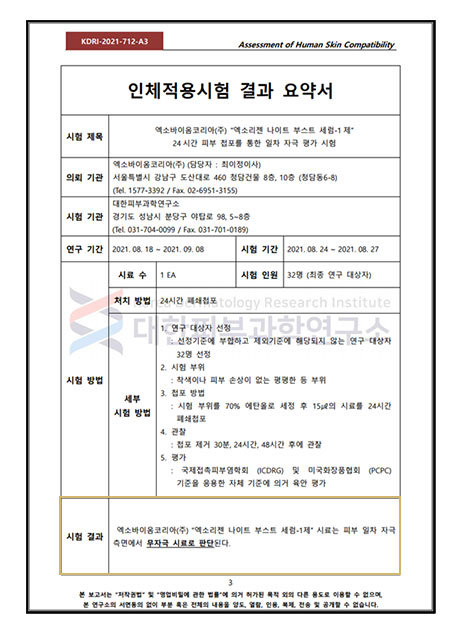 KDRI-2021-712-A3
Assessment of Human Skin Compatibility
인체적용시험 결과 요약서
시험 제목
엑소바이옴코리아(주) "엑소리젠 나이트 부스트 세럼-1제"
24시간 피부 첩포를 통한 일차 자극 평가 시험
의뢰 기관
엑소바이옴코리아(주) (담당자 : 최이정이사)
서울특별시 강남구 도산대로 460 청담건물 8층, 10층 (청담동6-8)
(Tel. 1577-3392 / Fax. 02-6951-3155)
시험 기관
대한피부과학연구소
경기도 성남시 분당구 야탑로 98, 5~8층
(Tel. 031-704-0099 / Fax. 031-701-0189)
연구 기간
2021. 08. 18 ~ 2021. 09. 08
시험 기간
2021. 08. 24 ~ 2021. 08. 27
시험 방법
시료 수
1 EA
시험 인원
32명 (최종 연구 대상자)
처치 방법
24시간 폐쇄첩포
Dermatology Research Institute
대한피부과학연구소
세부
시험 방법
1. 연구 대상자 선정
: 선정기준에 부합하고 제외기준에 해당되지 않는 연구 대상자
32명 선정
2. 시험 부위
: 착색이나 피부 손상이 없는 평평한 등 부위
3. 첩포 방법
: 시험 부위를 70% 에탄올로 세정 후 15㎕의 시료를 24시간
폐쇄첩포
4. 관찰
: 첩포 제거 30분, 24시간, 48시간 후에 관찰
5. 평가
: 국제접촉피부염학회 (ICDRG) 및 미국화장품협회 (PCPC)
기준을 응용한 자체 기준에 의거 육안 평가
시험 결과
엑소바이옴코리아(주) "엑소리젠 나이트 부스트 세럼-1제" 시료는 피부 일차 자극
측면에서 무자극 시료로 판단된다.
3
본 보고서는 "저작권법" 및 "영업비밀에 관한 법률"에 의거 허가된 목적 외의 다른 용도로 이용할 수 없으며,
본 연구소의 서면동의 없이 부분 혹은 전체의 내용을 양도, 열람, 인용, 복제, 전송 및 공개할 수 없습니다.